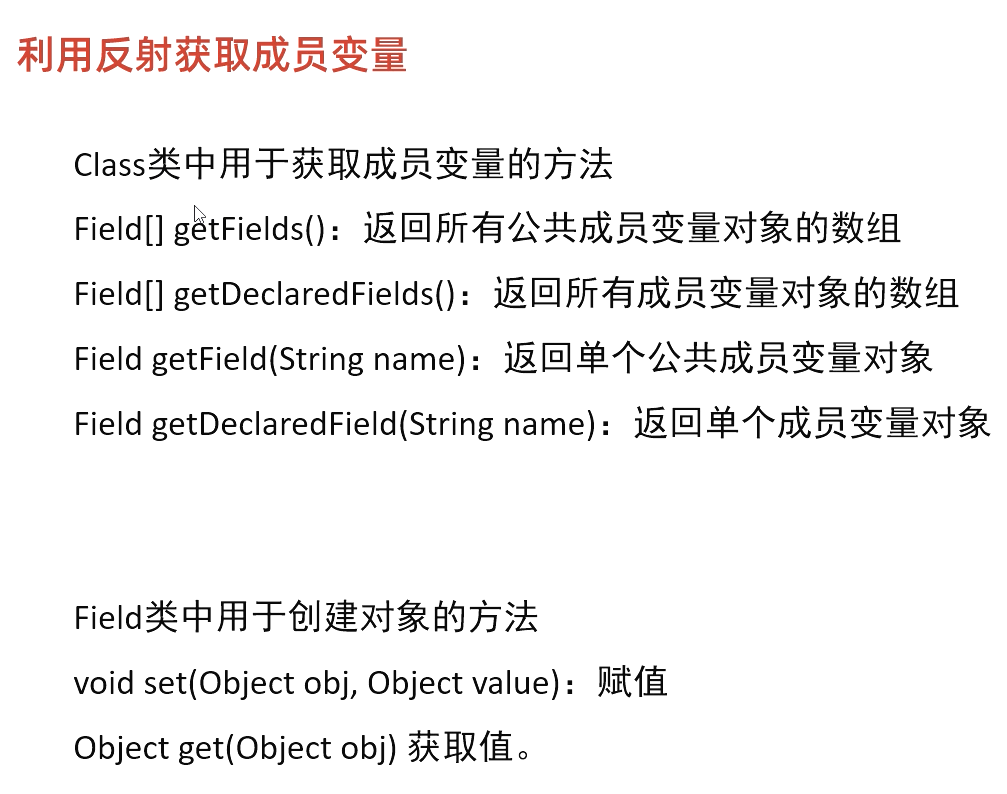 利用反射获取成员变量
Class类中用于获取成员变量的方法
Field[] getFields()：返回所有公共成员变量对象的数组
Field[] getDeclaredFields()：返回所有成员变量对象的数组
Field getField(String name)：返回单个公共成员变量对象
Field getDeclaredField(String name)：返回单个成员变量对象
Field类中用于创建对象的方法
void set(Object obj, Object value)：赋值
Object get(Object obj) 获取值。